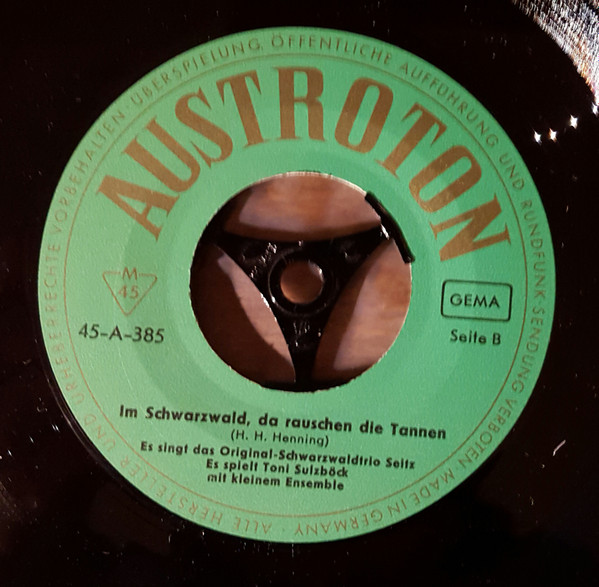 AUSTROTON
M
45
45-A-385
GEMA
Seite B
Im Schwarzwald, da rauschen die Tannen
(H. H. Henning)
Es singt das Original-Schwarzwaldtrio Seitz
Es spielt Toni Sulzböck
mit kleinem Ensemble
ALLE HERSTELLER UND URHEBERRECHTE VORBEHALTEN · ÜBERSPIELUNG, ÖFFENTLICHE AUFFÜHRUNG UND RUNDFUNKSENDUNG VERBOTEN. MADE IN GERMANY ·